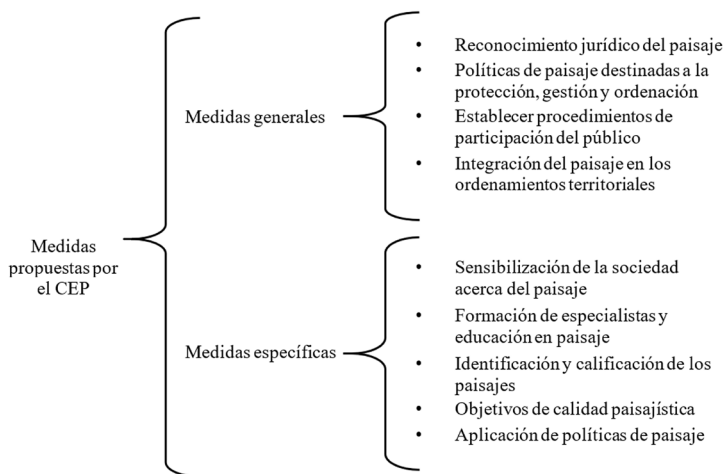 Medidas
propuestas por
el CEP
Medidas generales
• Reconocimiento jurídico del paisaje
• Políticas de paisaje destinadas a la
protección, gestión y ordenación
• Establecer procedimientos de
participación del público
• Integración del paisaje en los
ordenamientos territoriales
Medidas específicas
• Sensibilización de la sociedad
acerca del paisaje
• Formación de especialistas y
educación en paisaje
• Identificación y calificación de los
paisajes
• Objetivos de calidad paisajística
• Aplicación de políticas de paisaje